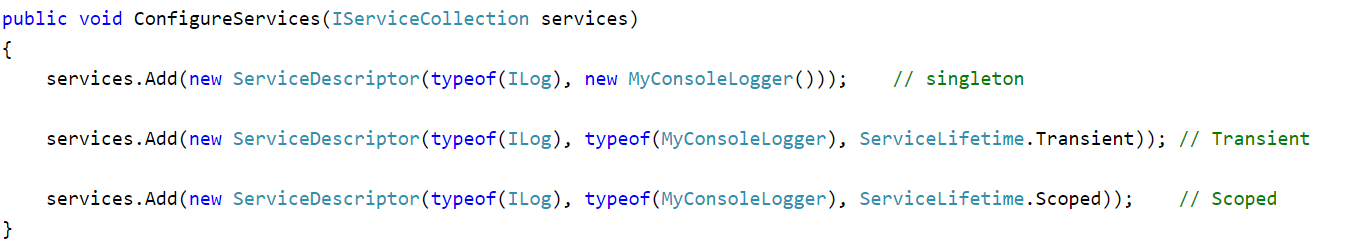 public void ConfigureServices(IServiceCollection services)
{
    services.Add(new ServiceDescriptor(typeof(ILog), new MyConsoleLogger()));    // singleton
    services.Add(new ServiceDescriptor(typeof(ILog), typeof(MyConsoleLogger), ServiceLifetime.Transient)); // Transient
    services.Add(new ServiceDescriptor(typeof(ILog), typeof(MyConsoleLogger), ServiceLifetime.Scoped));    // Scoped
}